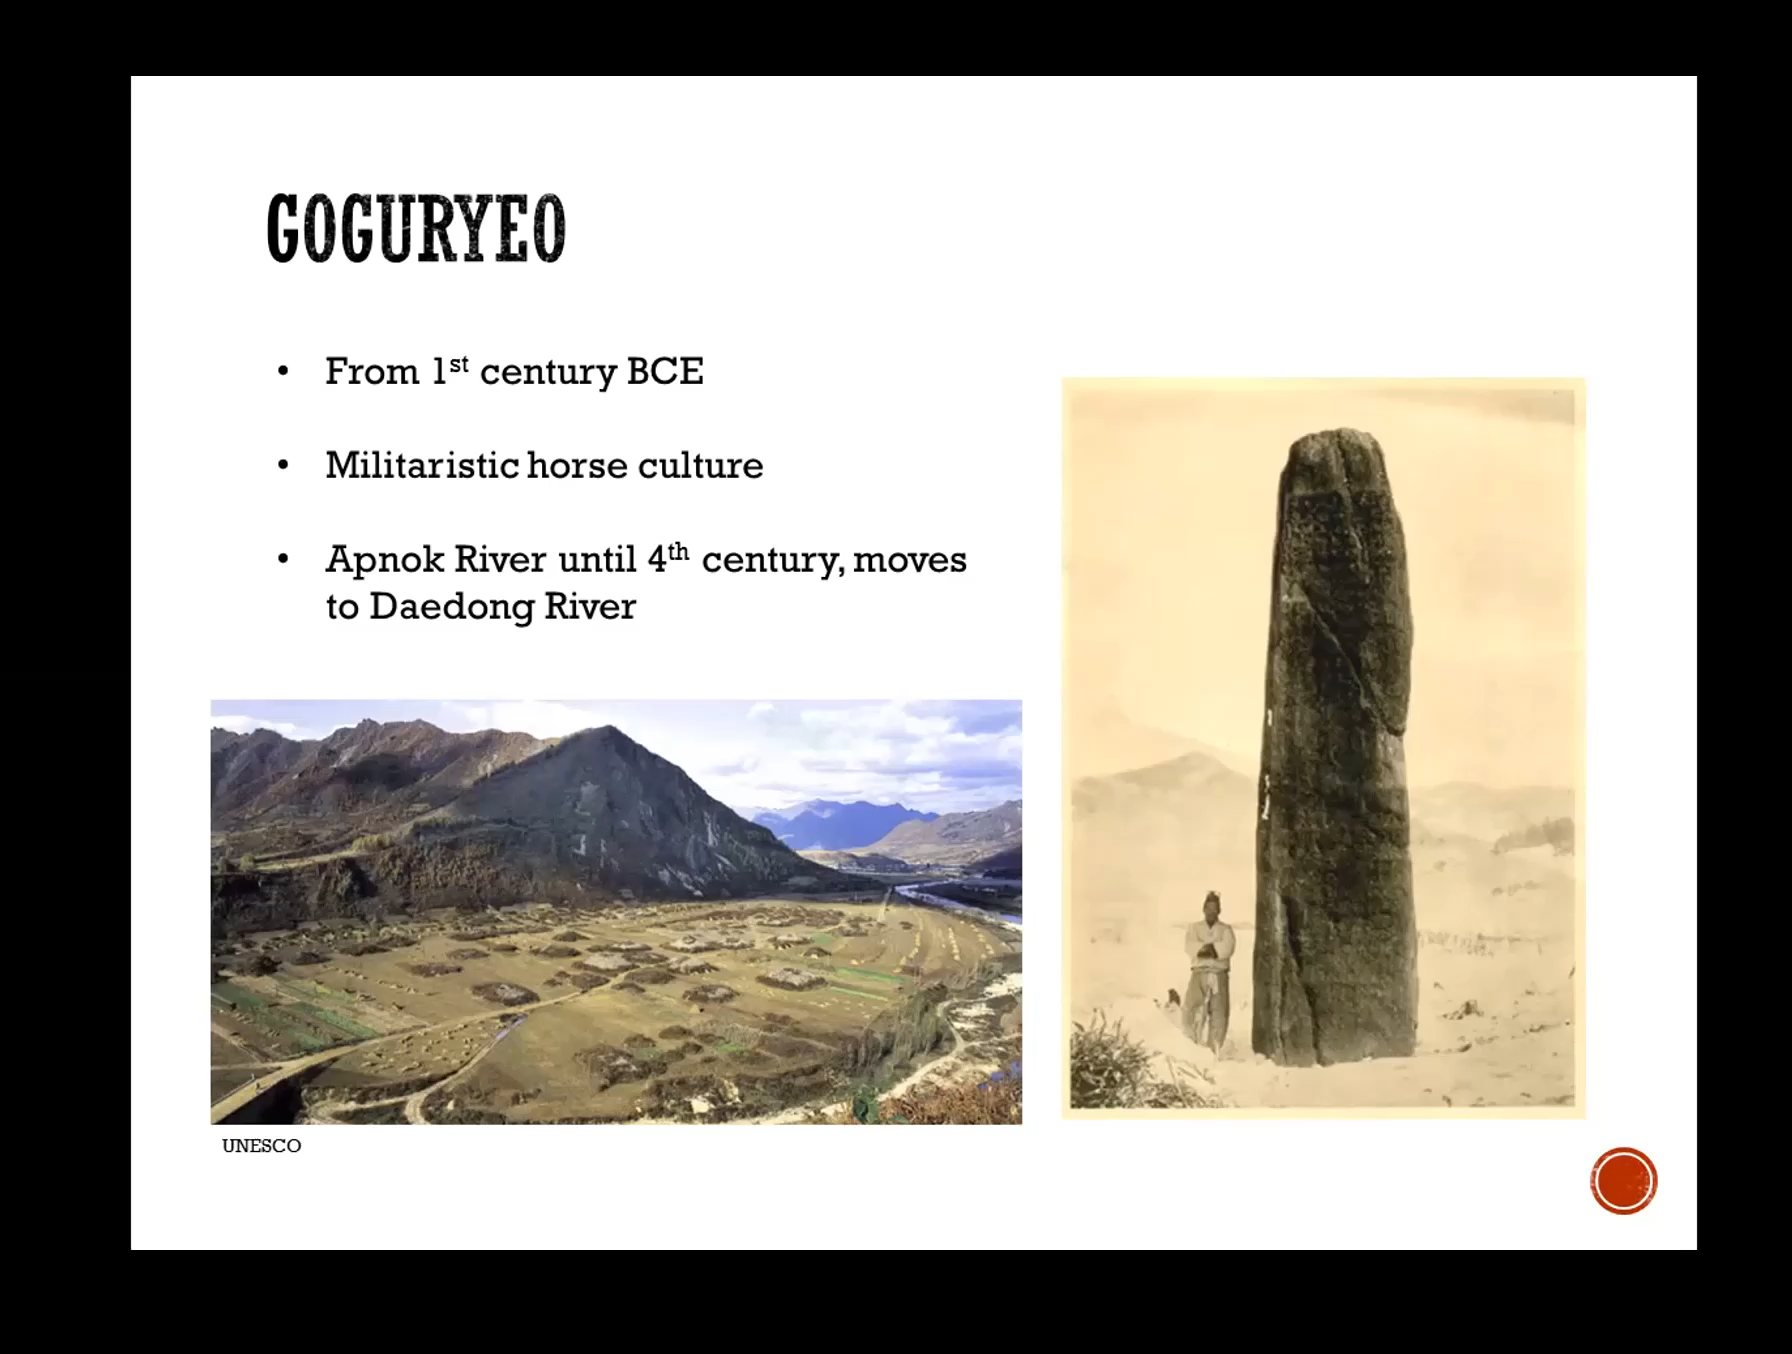 GOGURYEO
• From 1st century BCE
• Militaristic horse culture
• Apnok River until 4th century, moves
to Daedong River
UNESCO